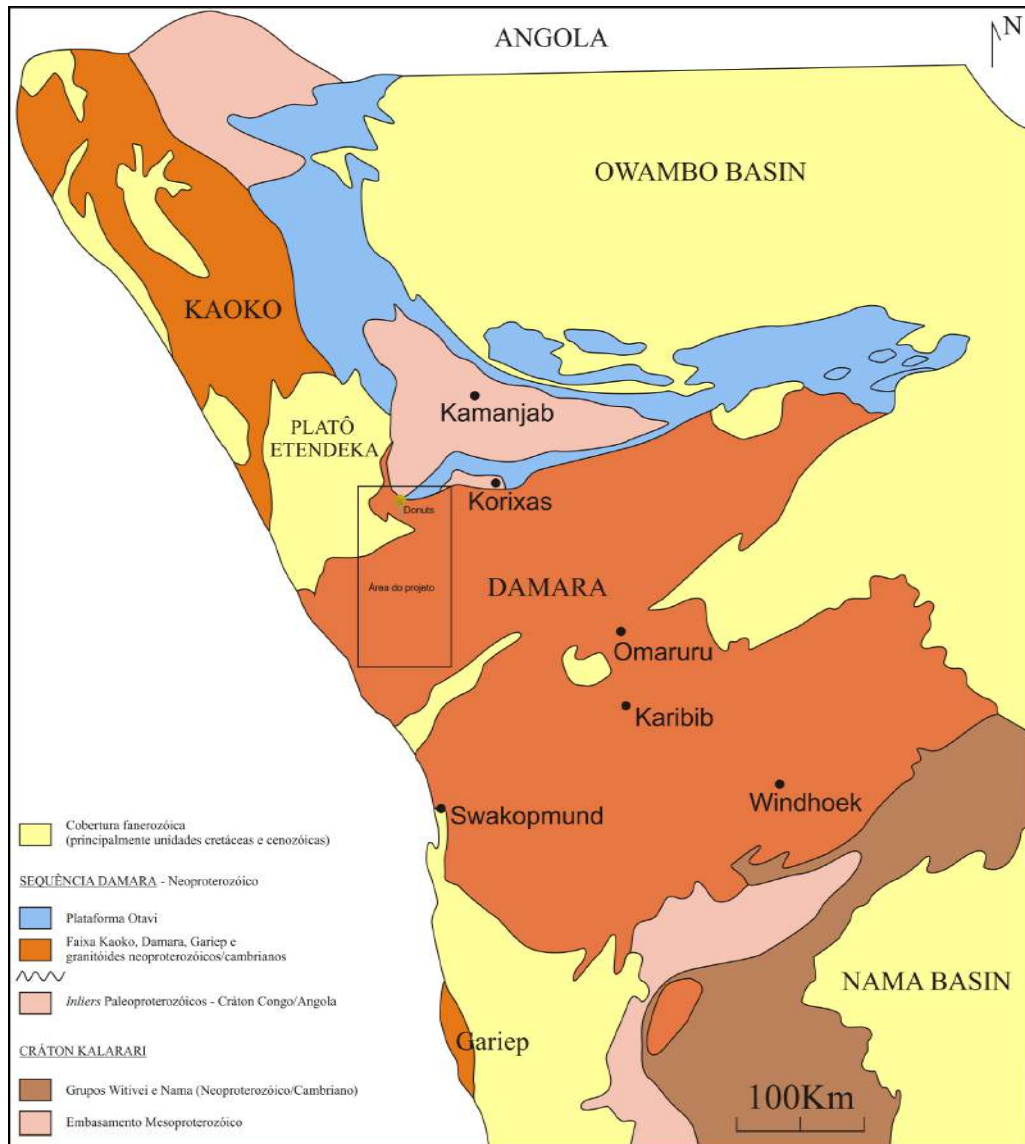 ANGOLA
N
OWAMBO BASIN
KAOKO
Kamanjab
PLATÔ
ETENDEKA
Korixas
Donuts
Área do projeto
DAMARA
Omaruru
Karibib
Windhoek
Swakopmund
Cobertura fanerozóica
(principalmente unidades cretáceas e cenozóicas)
SEQUÊNCIA DAMARA - Neoproterozóico
Plataforma Otavi
Faixa Kaoko, Damara, Gariep e
granitóides neoproterozóicos/cambrianos
Inliers Paleoproterozóicos - Cráton Congo/Angola
CRÁTON KALARARI
Grupos Witivei e Nama (Neoproterozóico/Cambriano)
Embasamento Mesoproterozóico
NAMA BASIN
Gariep
100Km